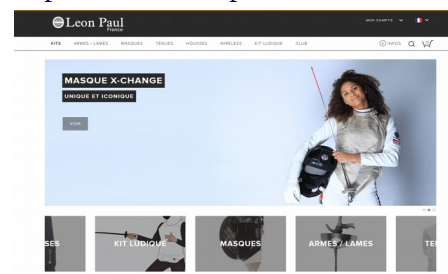 Leon Paul
France
MON COMPTE
KITS ARMES / LAMES MASQUES TENUES HOUSSES WIRELESS KIT LUDIQUE CLUB
INFOS
MASQUE X-CHANGE
UNIQUE ET ICONIQUE
VOIR
SES KIT LUDIQUE MASQUES ARMES / LAMES TE